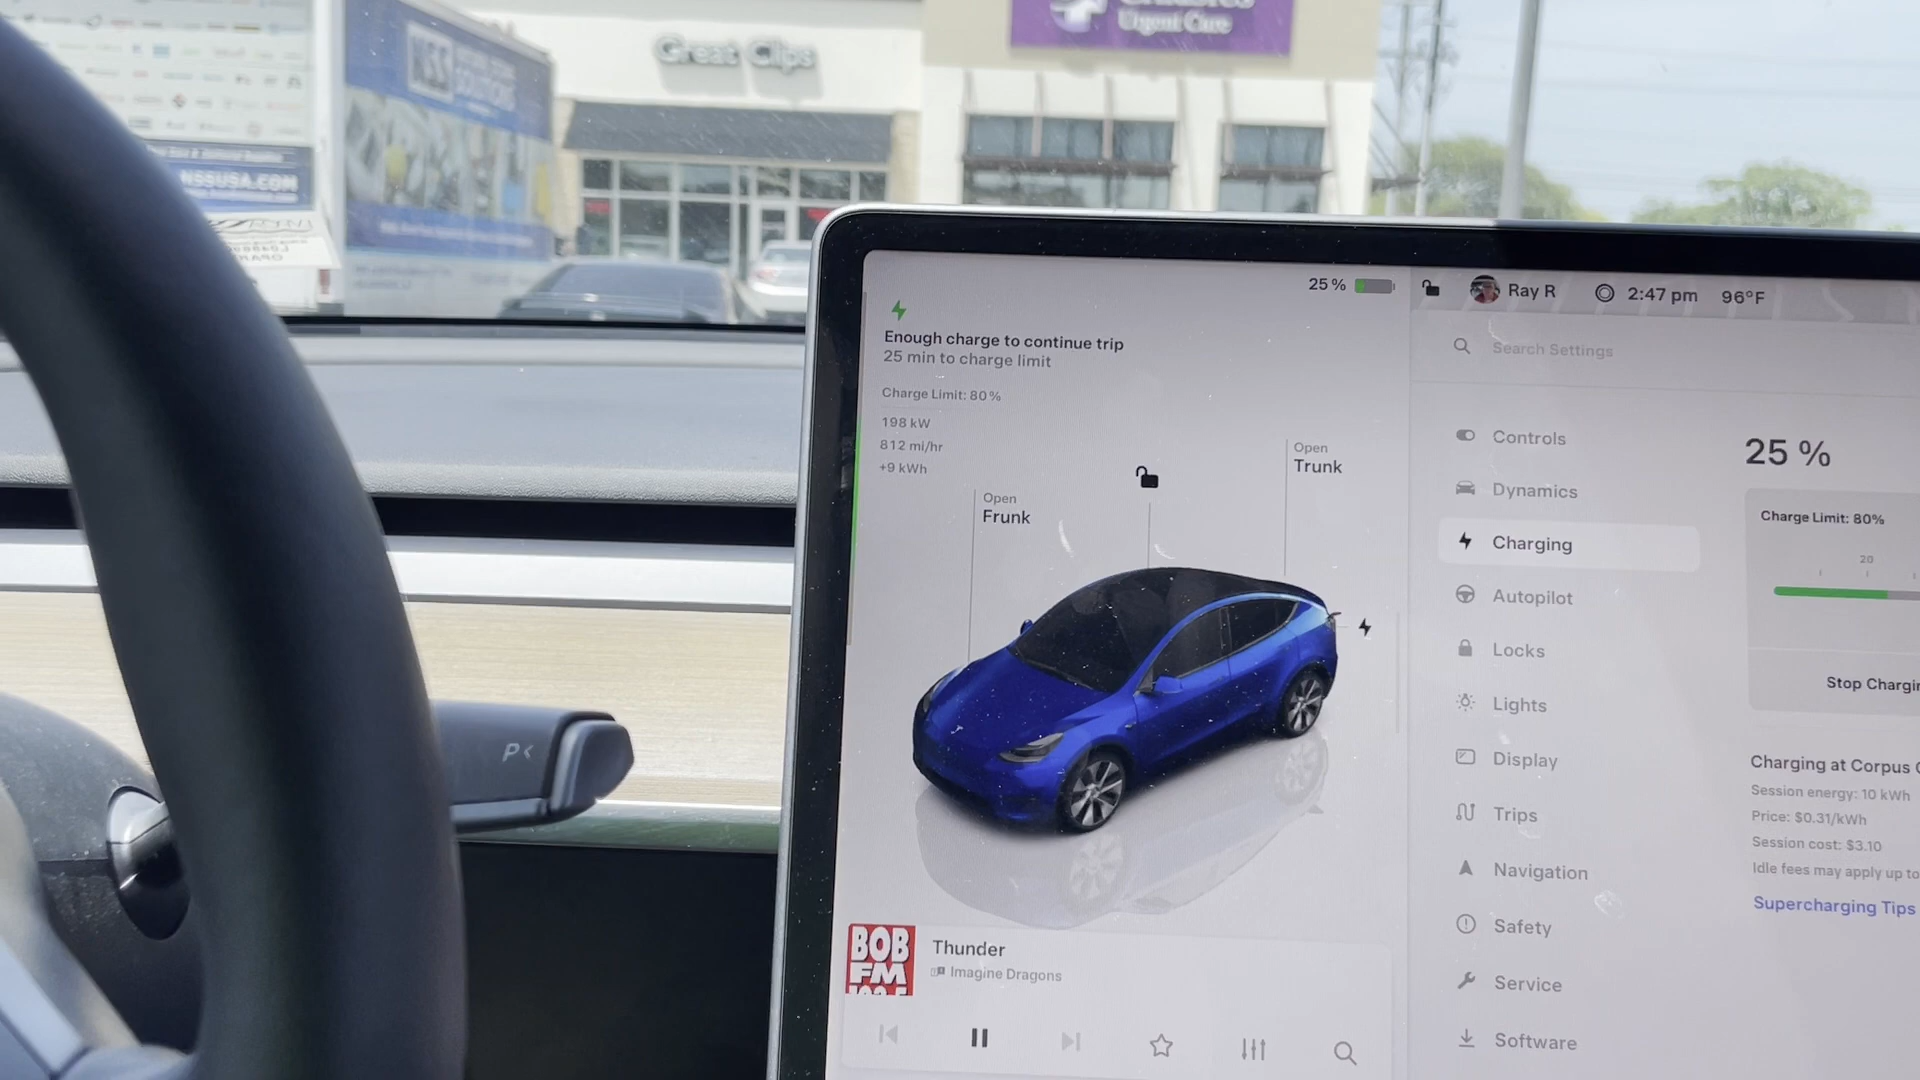 Great Clips
Urgent Care
NSS
SOLUTIONS
NSSUSA.COM
25 %
Ray R
2:47 pm
96°F
Enough charge to continue trip
25 min to charge limit
Charge Limit: 80%
198 kW
812 mi/hr
+9 kWh
Open
Frunk
Open
Trunk
Search Settings
Controls
Dynamics
Charging
Autopilot
Locks
Lights
Display
Trips
Navigation
Safety
Service
Software
25 %
Charge Limit: 80%
20
Stop Chargin
Charging at Corpus C
Session energy: 10 kWh
Price: $0.31/kWh
Session cost: $3.10
Idle fees may apply up to
Supercharging Tips
BOB
FM
Thunder
Imagine Dragons
P<